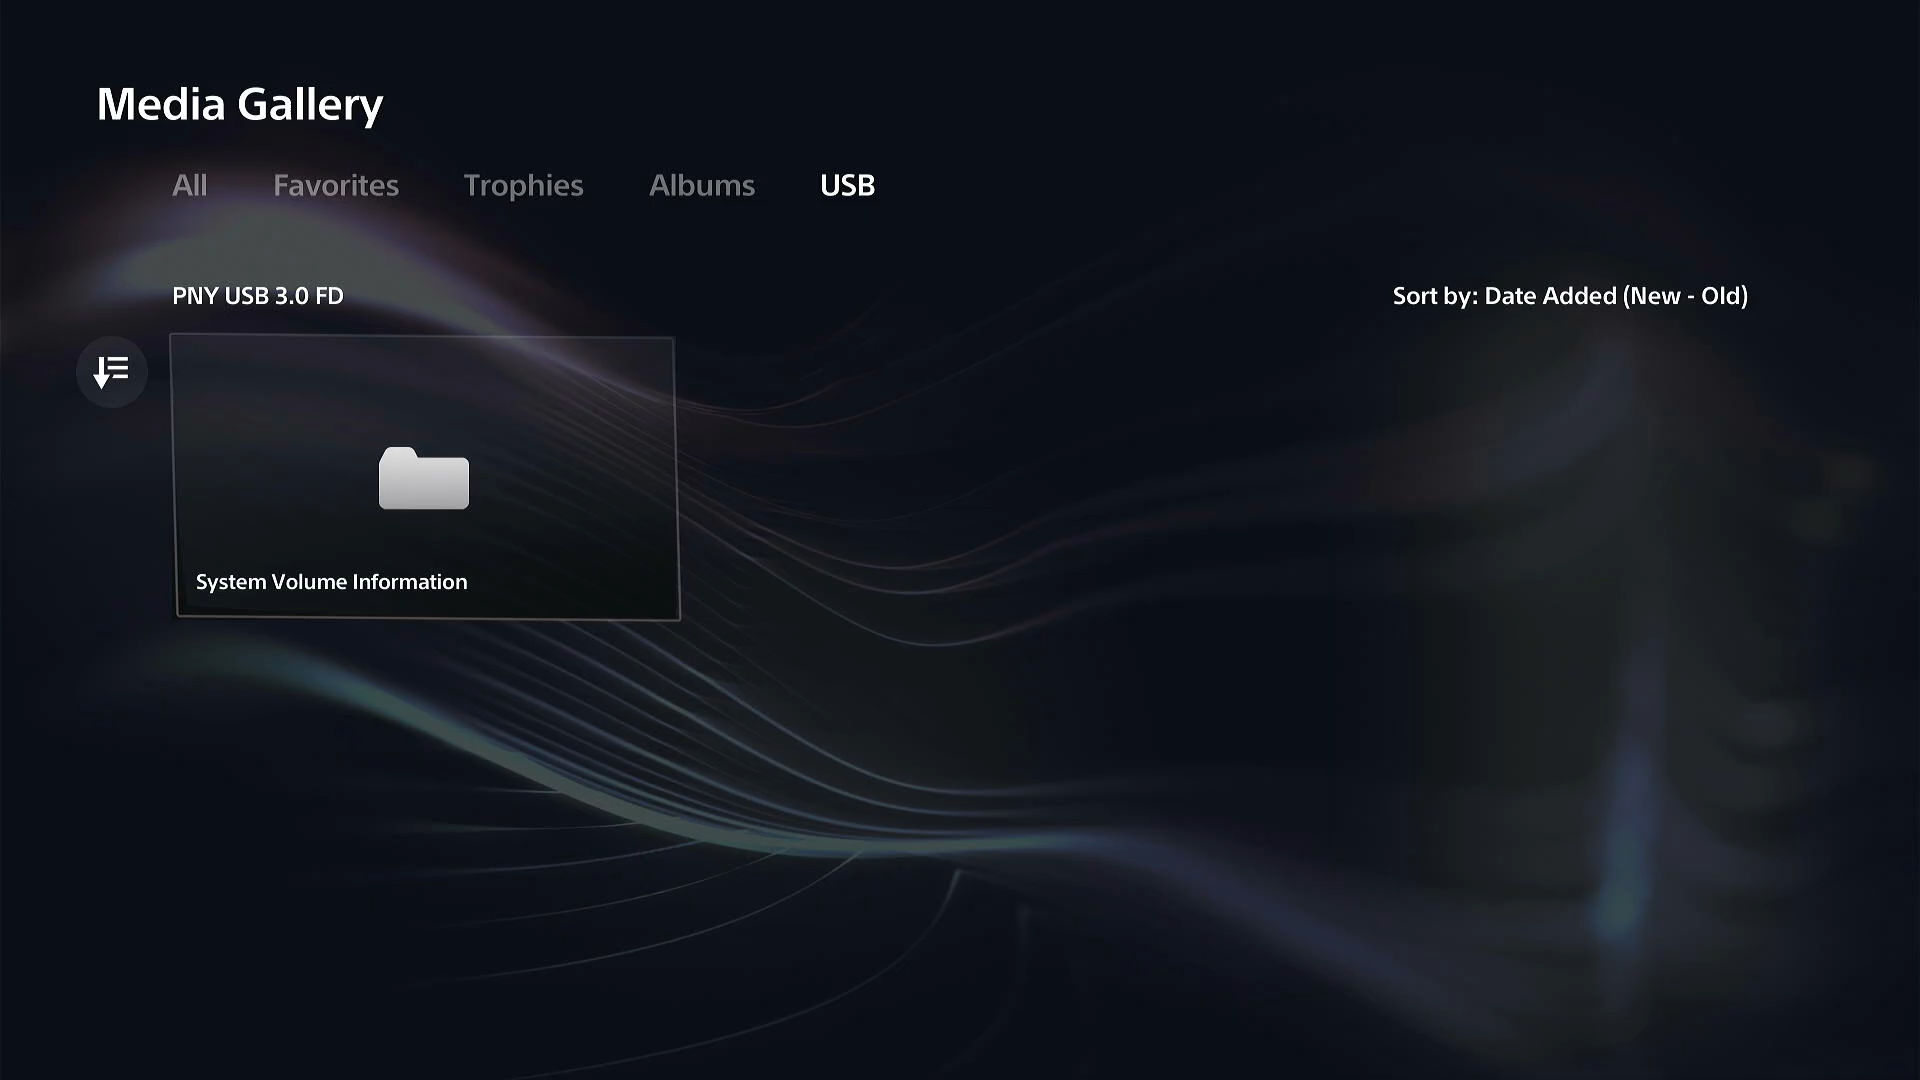 Media Gallery
All Favorites Trophies Albums USB
PNY USB 3.0 FD
Sort by: Date Added (New - Old)
System Volume Information